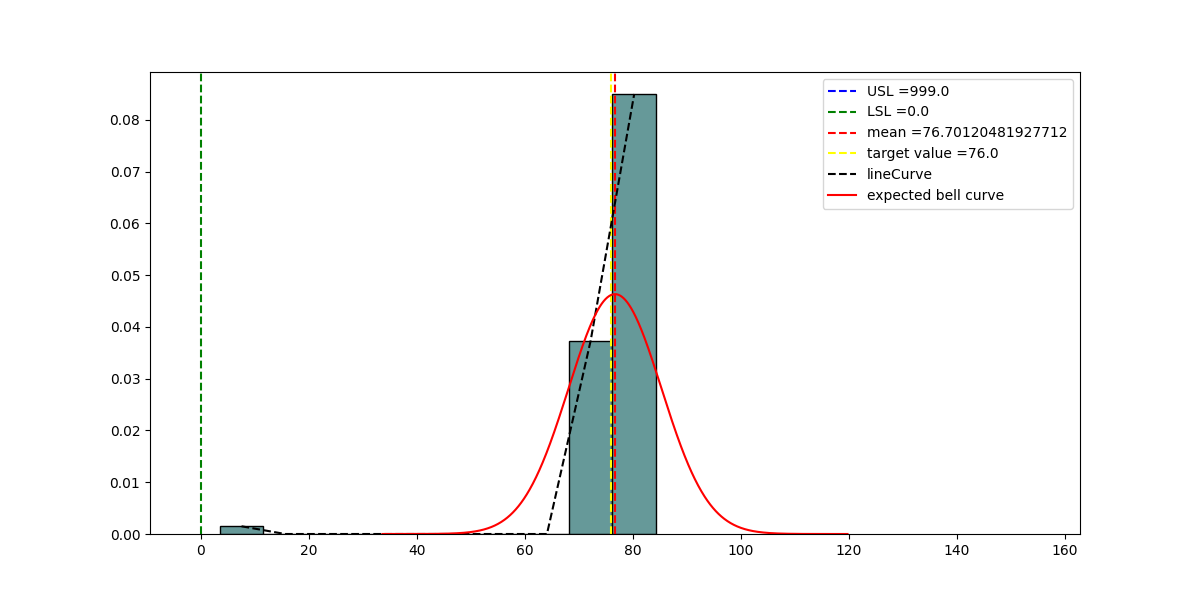 USL =999.0
LSL =0.0
mean =76.70120481927712
target value =76.0
lineCurve
expected bell curve
0.08
0.07
0.06
0.05
0.04
0.03
0.02
0.01
0.00
0 20 40 60 80 100 120 140 160